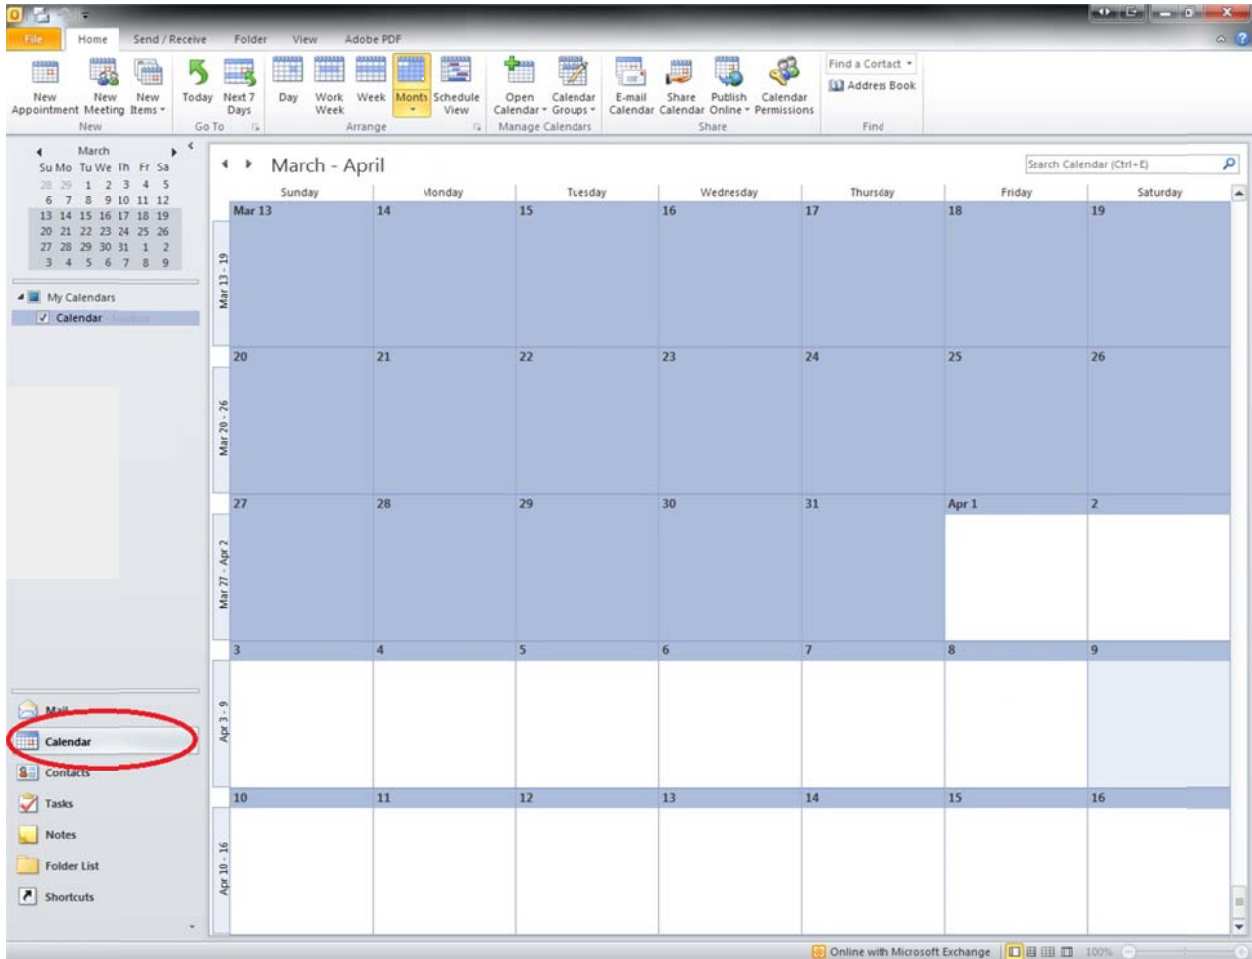 File Home Send / Receive Folder View Adobe PDF
New Appointment
New Meeting
New Items
Today
Next 7 Days
Day
Work Week
Week
Month
Schedule View
Open Calendar
Calendar Groups
E-mail Calendar
Share Calendar
Publish Online
Calendar Permissions
Find a Contact
Address Book
New Go To Arrange Manage Calendars Share Find
March
Su Mo Tu We Th Fr Sa
28 29 1 2 3 4 5
6 7 8 9 10 11 12
13 14 15 16 17 18 19
20 21 22 23 24 25 26
27 28 29 30 31 1 2
3 4 5 6 7 8 9
My Calendars
Calendar
Mail
Calendar
Contacts
Tasks
Notes
Folder List
Shortcuts
March - April
Search Calendar (Ctrl+E)
Sunday Monday Tuesday Wednesday Thursday Friday Saturday
Mar 13 - 19
Mar 13 14 15 16 17 18 19
Mar 20 - 26
20 21 22 23 24 25 26
Mar 27 - Apr 2
27 28 29 30 31 Apr 1 2
Apr 3 - 9
3 4 5 6 7 8 9
Apr 10 - 16
10 11 12 13 14 15 16
Online with Microsoft Exchange 100%